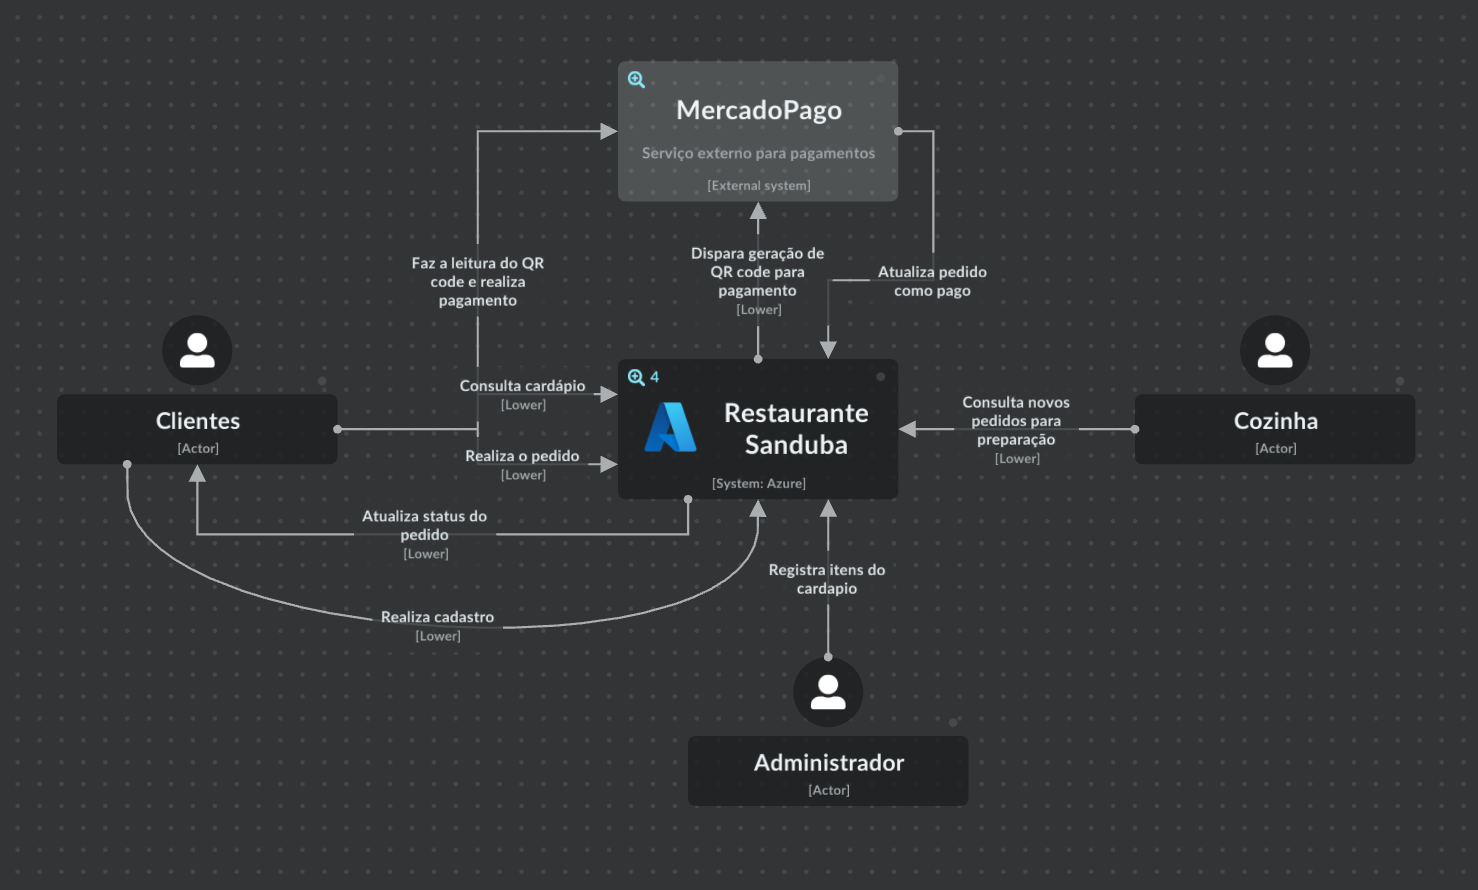 MercadoPago
Serviço externo para pagamentos
[External system]
Faz a leitura do QR
code e realiza
pagamento
Dispara geração de
QR code para
pagamento
[Lower]
Atualiza pedido
como pago
Clientes
[Actor]
Consulta cardápio
[Lower]
Realiza o pedido
[Lower]
4
Restaurante
Sanduba
[System: Azure]
Consulta novos
pedidos para
preparação
[Lower]
Cozinha
[Actor]
Atualiza status do
pedido
[Lower]
Realiza cadastro
[Lower]
Registra itens do
cardapio
Administrador
[Actor]